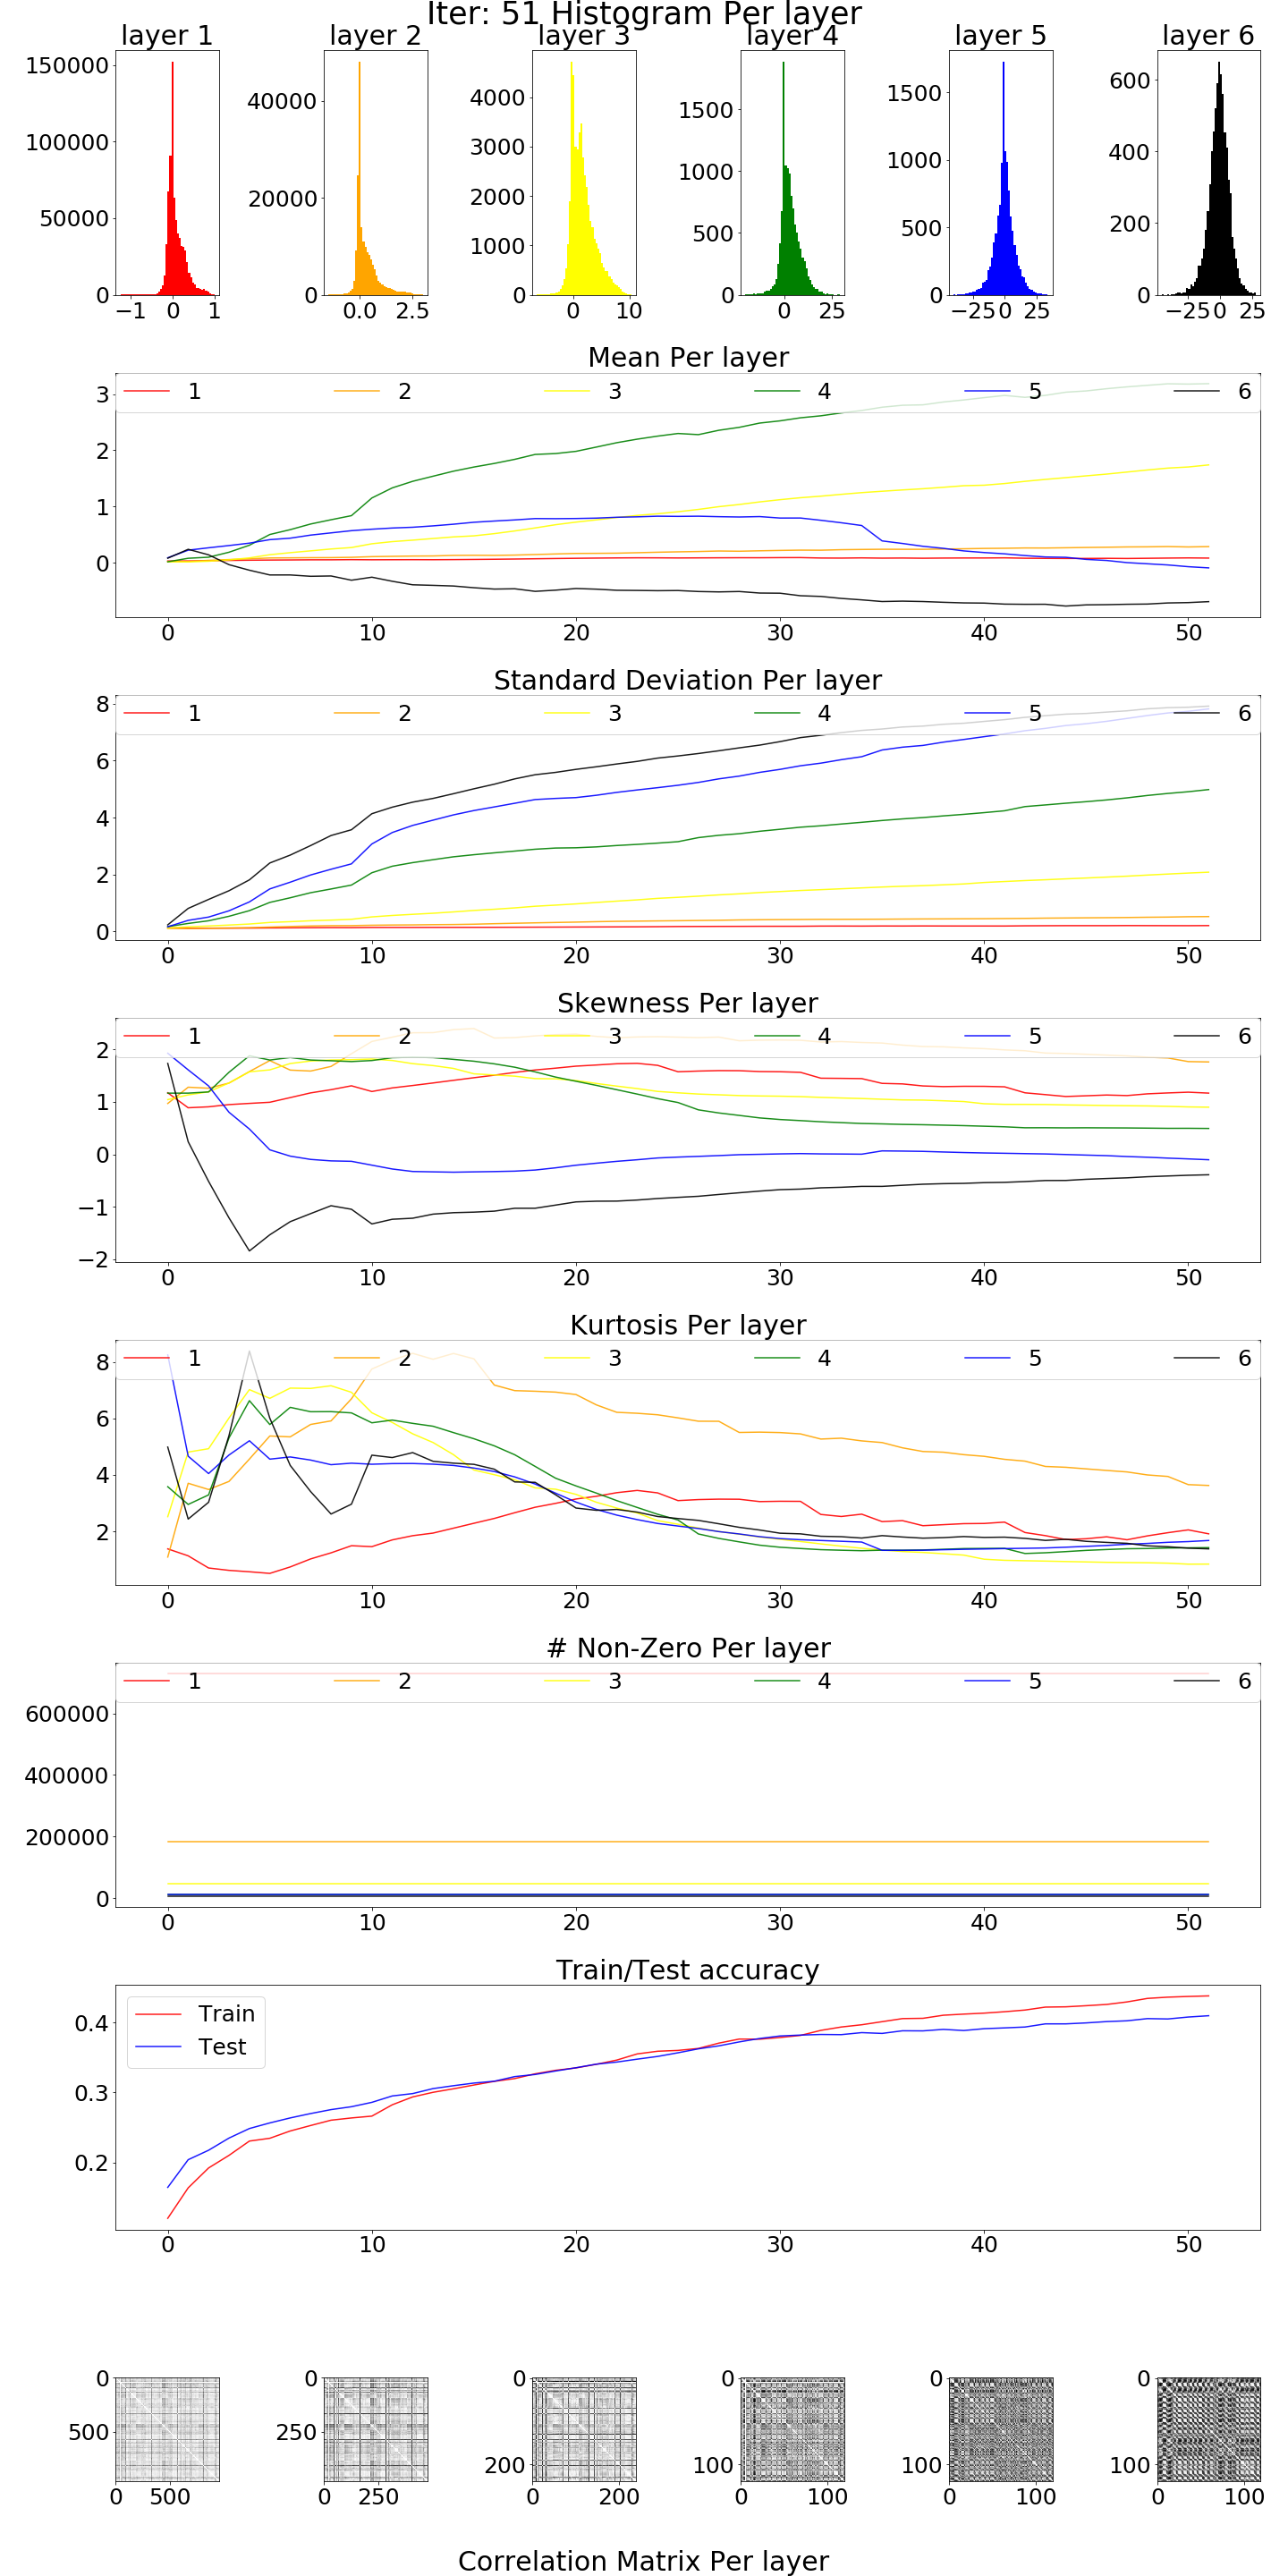 Iter: 51 Histogram Per layer
layer 1 layer 2 layer 3 layer 4 layer 5 layer 6
150000 100000 50000 0
−1 0 1
40000 20000 0
0.0 2.5
4000 3000 2000 1000 0
0 10
1500 1000 500 0
0 25
1500 1000 500 0
−25 0 25
600 400 200 0
−25 0 25
Mean Per layer
1 2 3 4 5 6
3
2
1
0
0 10 20 30 40 50
Standard Deviation Per layer
1 2 3 4 5 6
8
6
4
2
0
0 10 20 30 40 50
Skewness Per layer
1 2 3 4 5 6
2
1
0
−1
−2
0 10 20 30 40 50
Kurtosis Per layer
1 2 3 4 5 6
8
6
4
2
0 10 20 30 40 50
# Non-Zero Per layer
1 2 3 4 5 6
600000
400000
200000
0
0 10 20 30 40 50
Train/Test accuracy
Train
Test
0.4
0.3
0.2
0 10 20 30 40 50
0 500
0 500
0 250
0 250
0 200
0 200
0 100
0 100
0 100
0 100
0 100
0 100
Correlation Matrix Per layer